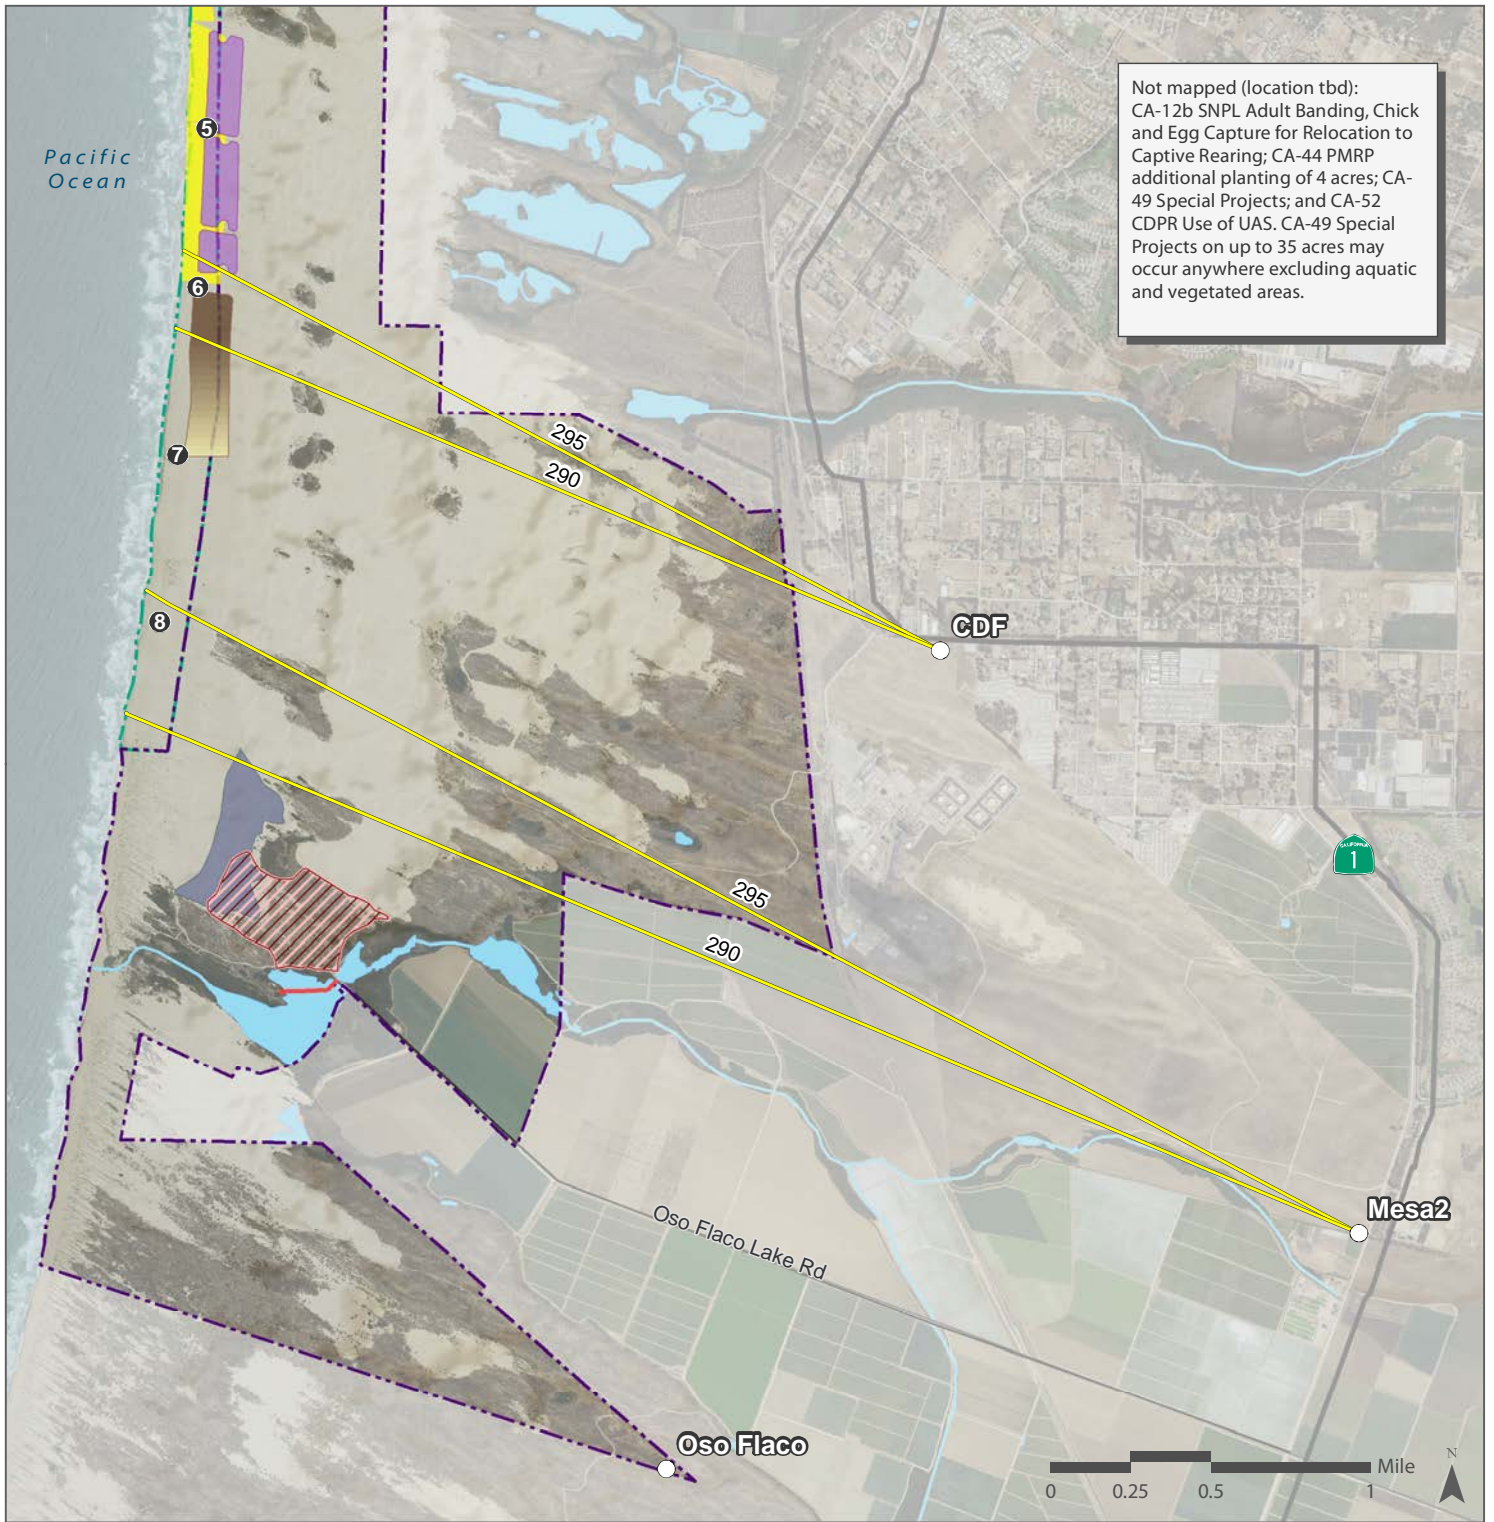 Not mapped (location tbd):
CA-12b SNPL Adult Banding, Chick
and Egg Capture for Relocation to
Captive Rearing; CA-44 PMRP
additional planting of 4 acres; CA-
49 Special Projects; and CA-52
CDPR Use of UAS. CA-49 Special
Projects on up to 35 acres may
occur anywhere excluding aquatic
and vegetated areas.
Pacific
Ocean
5
6
7
8
295
290
CDF
CALIFORNIA
1
295
290
Mesa2
Oso Flaco Lake Rd
Oso Flaco
Mile
0
0.25
0.5
1
N